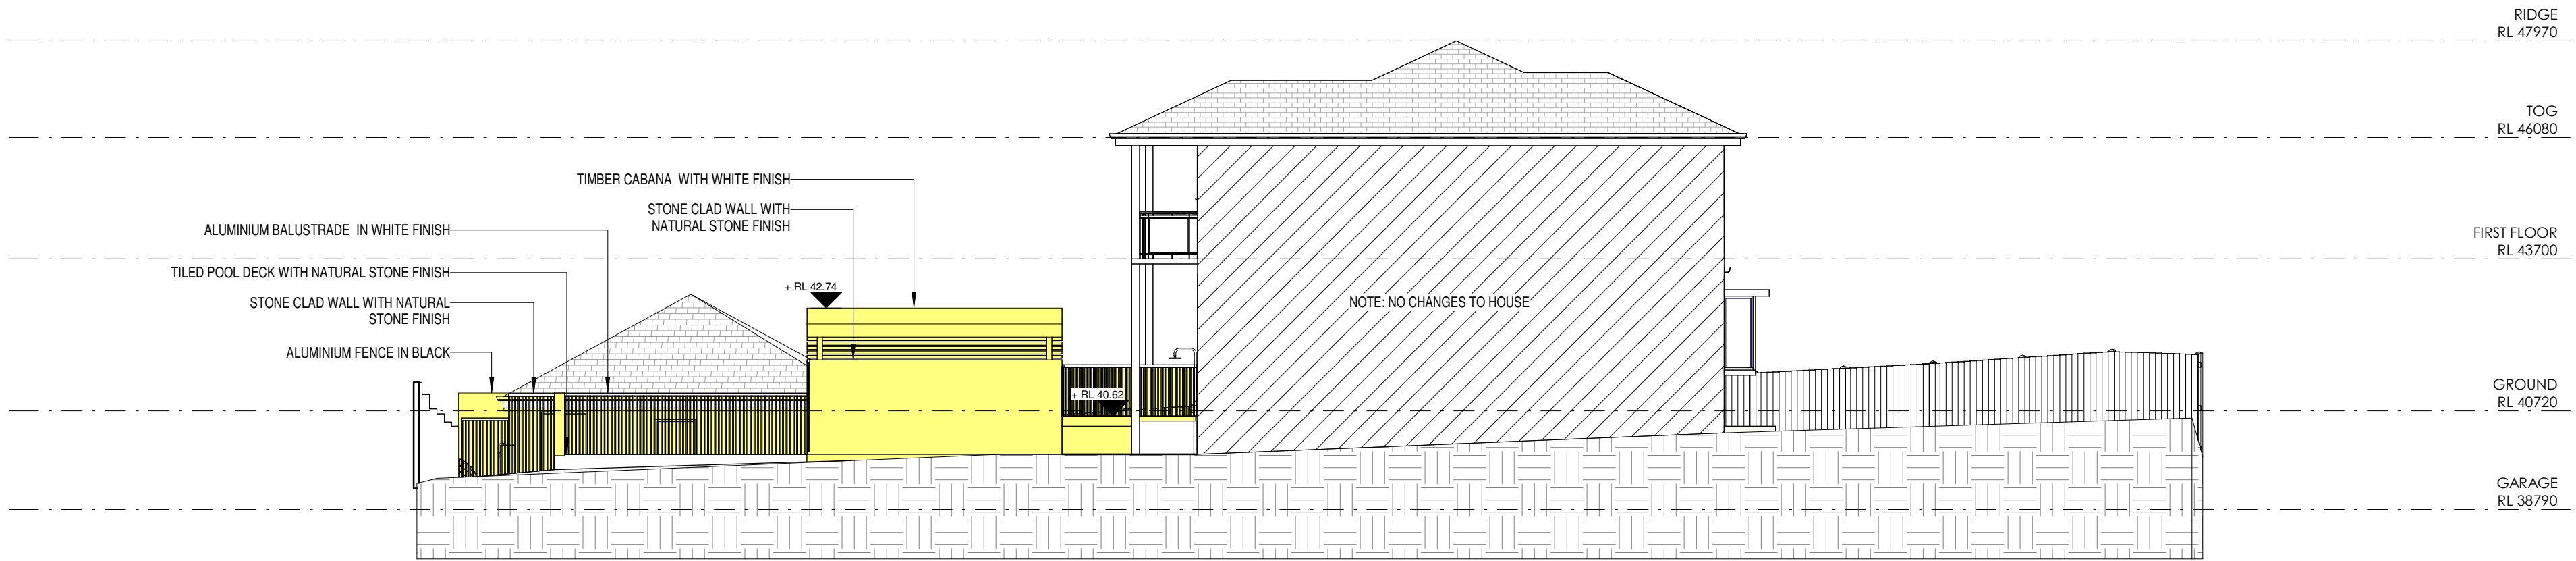 RIDGE
RL 47970
TOG
RL 46080
TIMBER CABANA WITH WHITE FINISH
STONE CLAD WALL WITH
NATURAL STONE FINISH
ALUMINIUM BALUSTRADE IN WHITE FINISH
FIRST FLOOR
RL 43700
TILED POOL DECK WITH NATURAL STONE FINISH
+ RL 42.74
STONE CLAD WALL WITH NATURAL
STONE FINISH
NOTE: NO CHANGES TO HOUSE
ALUMINIUM FENCE IN BLACK
+ RL 40.62
GROUND
RL 40720
GARAGE
RL 38790